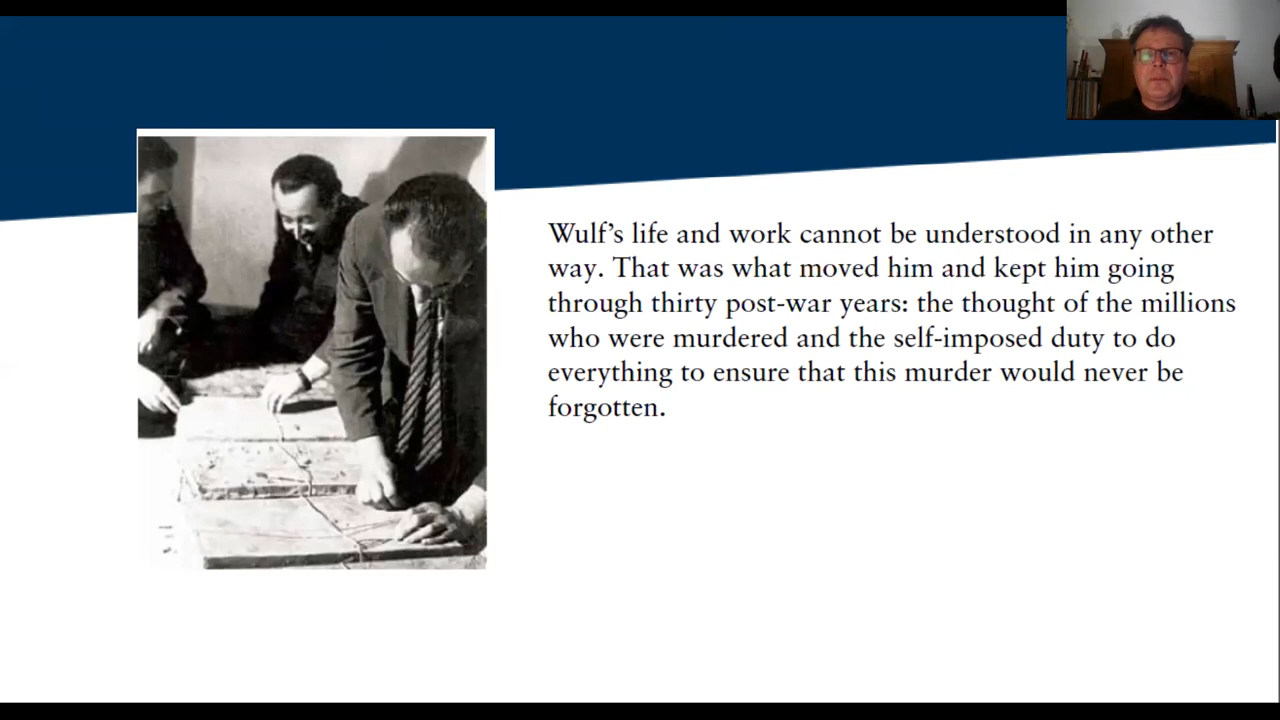 Wulf’s life and work cannot be understood in any other
way. That was what moved him and kept him going
through thirty post-war years: the thought of the millions
who were murdered and the self-imposed duty to do
everything to ensure that this murder would never be
forgotten.